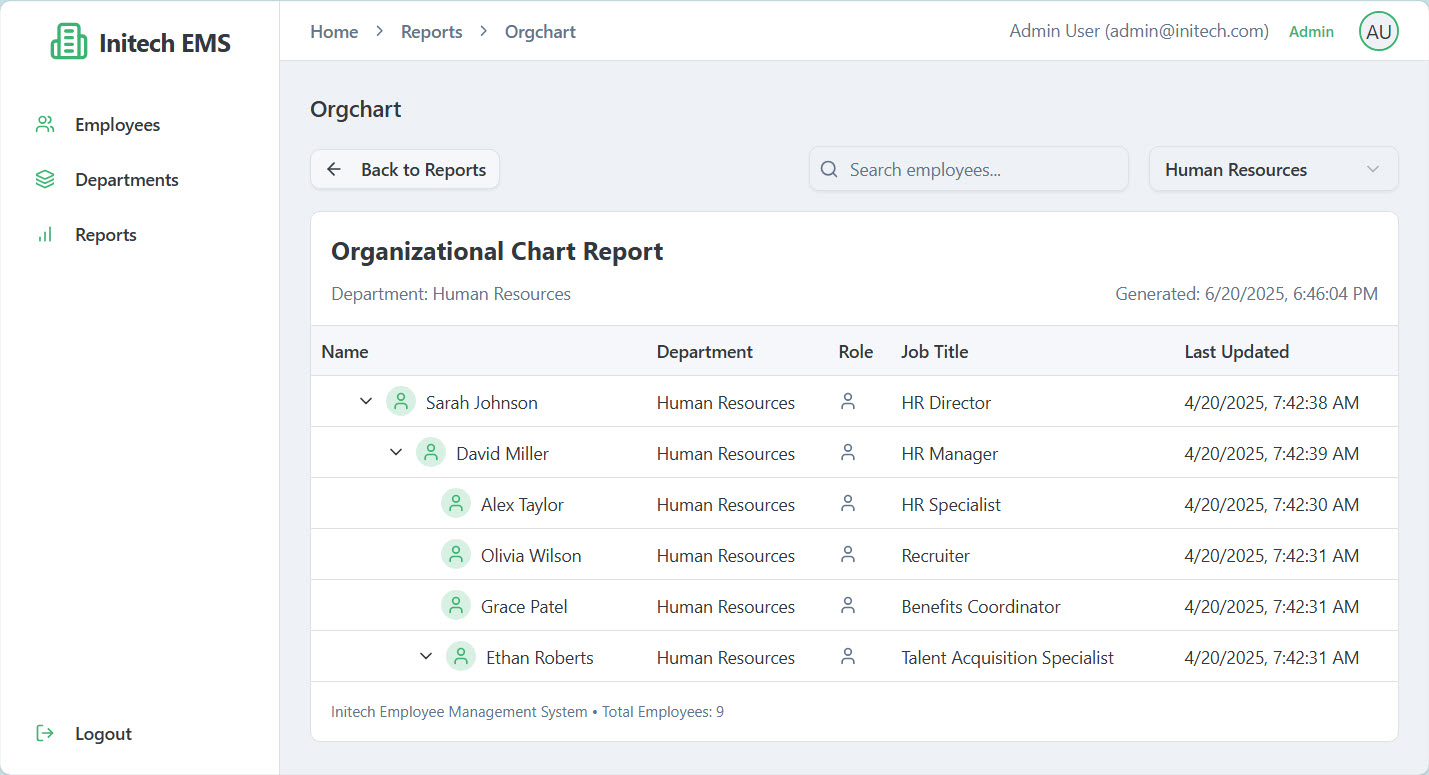 Initech EMS
Home > Reports > Orgchart
Admin User (admin@initech.com) Admin AU
Employees
Departments
Reports
Logout
Orgchart
Back to Reports
Search employees...
Human Resources
Organizational Chart Report
Department: Human Resources
Generated: 6/20/2025, 6:46:04 PM
Name Department Role Job Title Last Updated
Sarah Johnson Human Resources HR Director 4/20/2025, 7:42:38 AM
David Miller Human Resources HR Manager 4/20/2025, 7:42:39 AM
Alex Taylor Human Resources HR Specialist 4/20/2025, 7:42:30 AM
Olivia Wilson Human Resources Recruiter 4/20/2025, 7:42:31 AM
Grace Patel Human Resources Benefits Coordinator 4/20/2025, 7:42:31 AM
Ethan Roberts Human Resources Talent Acquisition Specialist 4/20/2025, 7:42:31 AM
Initech Employee Management System • Total Employees: 9